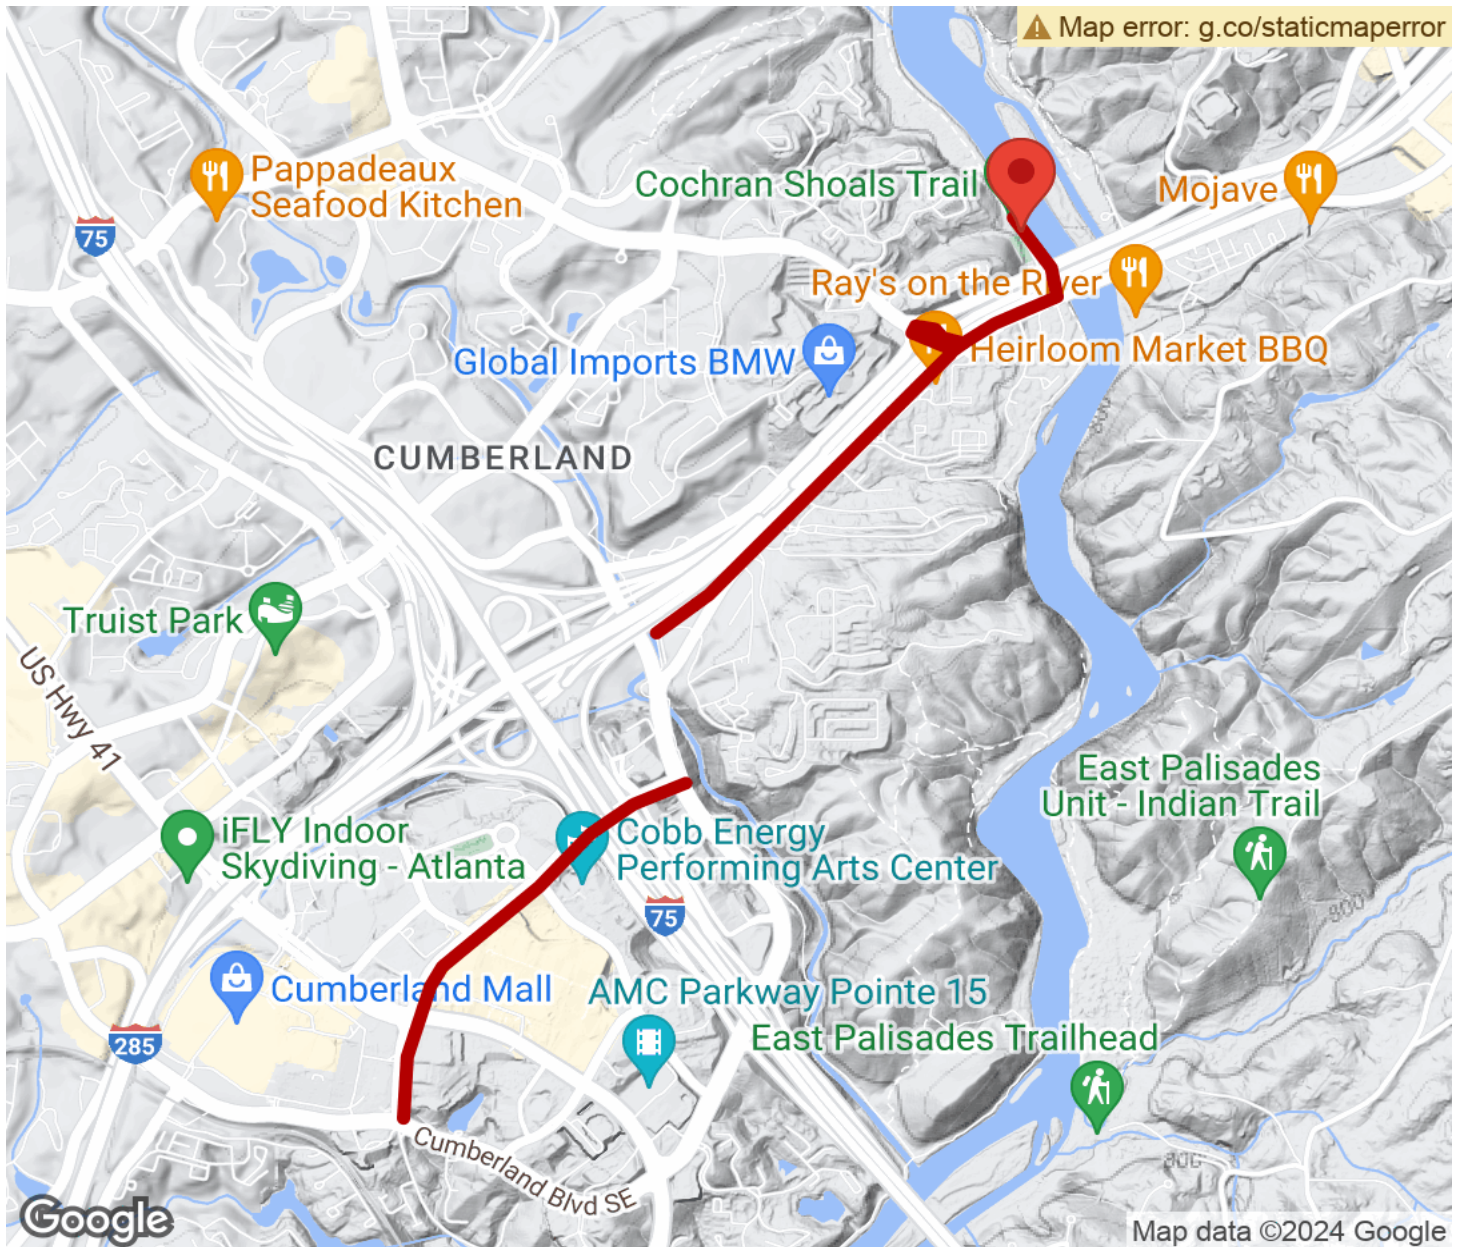 Map error: g.co/staticmaperror
Pappadeaux
Seafood Kitchen
Cochran Shoals Trail
Mojave
75
Ray's on the River
Global Imports BMW
Heirloom Market BBQ
800
CUMBERLAND
Truist Park
US Hwy 41
East Palisades
Unit - Indian Trail
iFLY Indoor
Skydiving - Atlanta
Cobb Energy
Performing Arts Center
75
800
Cumberland Mall
AMC Parkway Pointe 15
285
East Palisades Trailhead
Cumberland Blvd SE
800
Google
Map data ©2024 Google